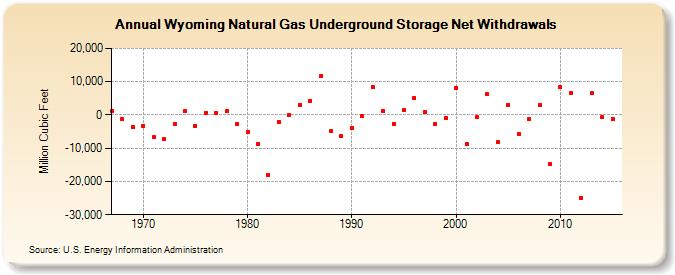 Annual Wyoming Natural Gas Underground Storage Net Withdrawals
Million Cubic Feet
20,000
10,000
0
-10,000
-20,000
-30,000
1970 1980 1990 2000 2010
Source: U.S. Energy Information Administration